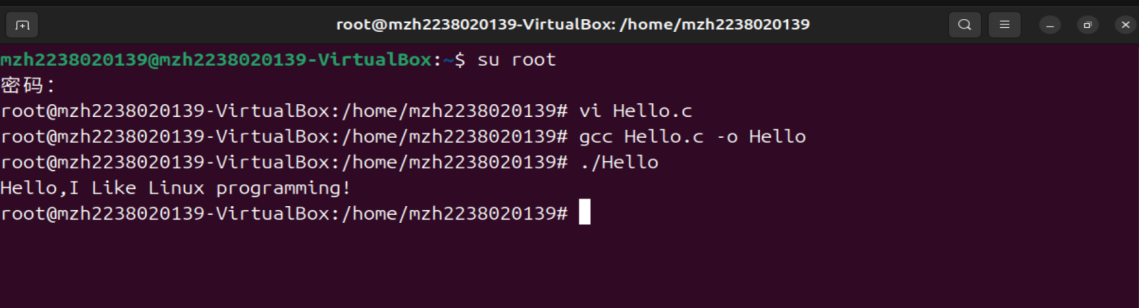 root@mzh2238020139-VirtualBox: /home/mzh2238020139
mzh2238020139@mzh2238020139-VirtualBox:~$ su root
密码：
root@mzh2238020139-VirtualBox:/home/mzh2238020139# vi Hello.c
root@mzh2238020139-VirtualBox:/home/mzh2238020139# gcc Hello.c -o Hello
root@mzh2238020139-VirtualBox:/home/mzh2238020139# ./Hello
Hello,I Like Linux programming!
root@mzh2238020139-VirtualBox:/home/mzh2238020139#